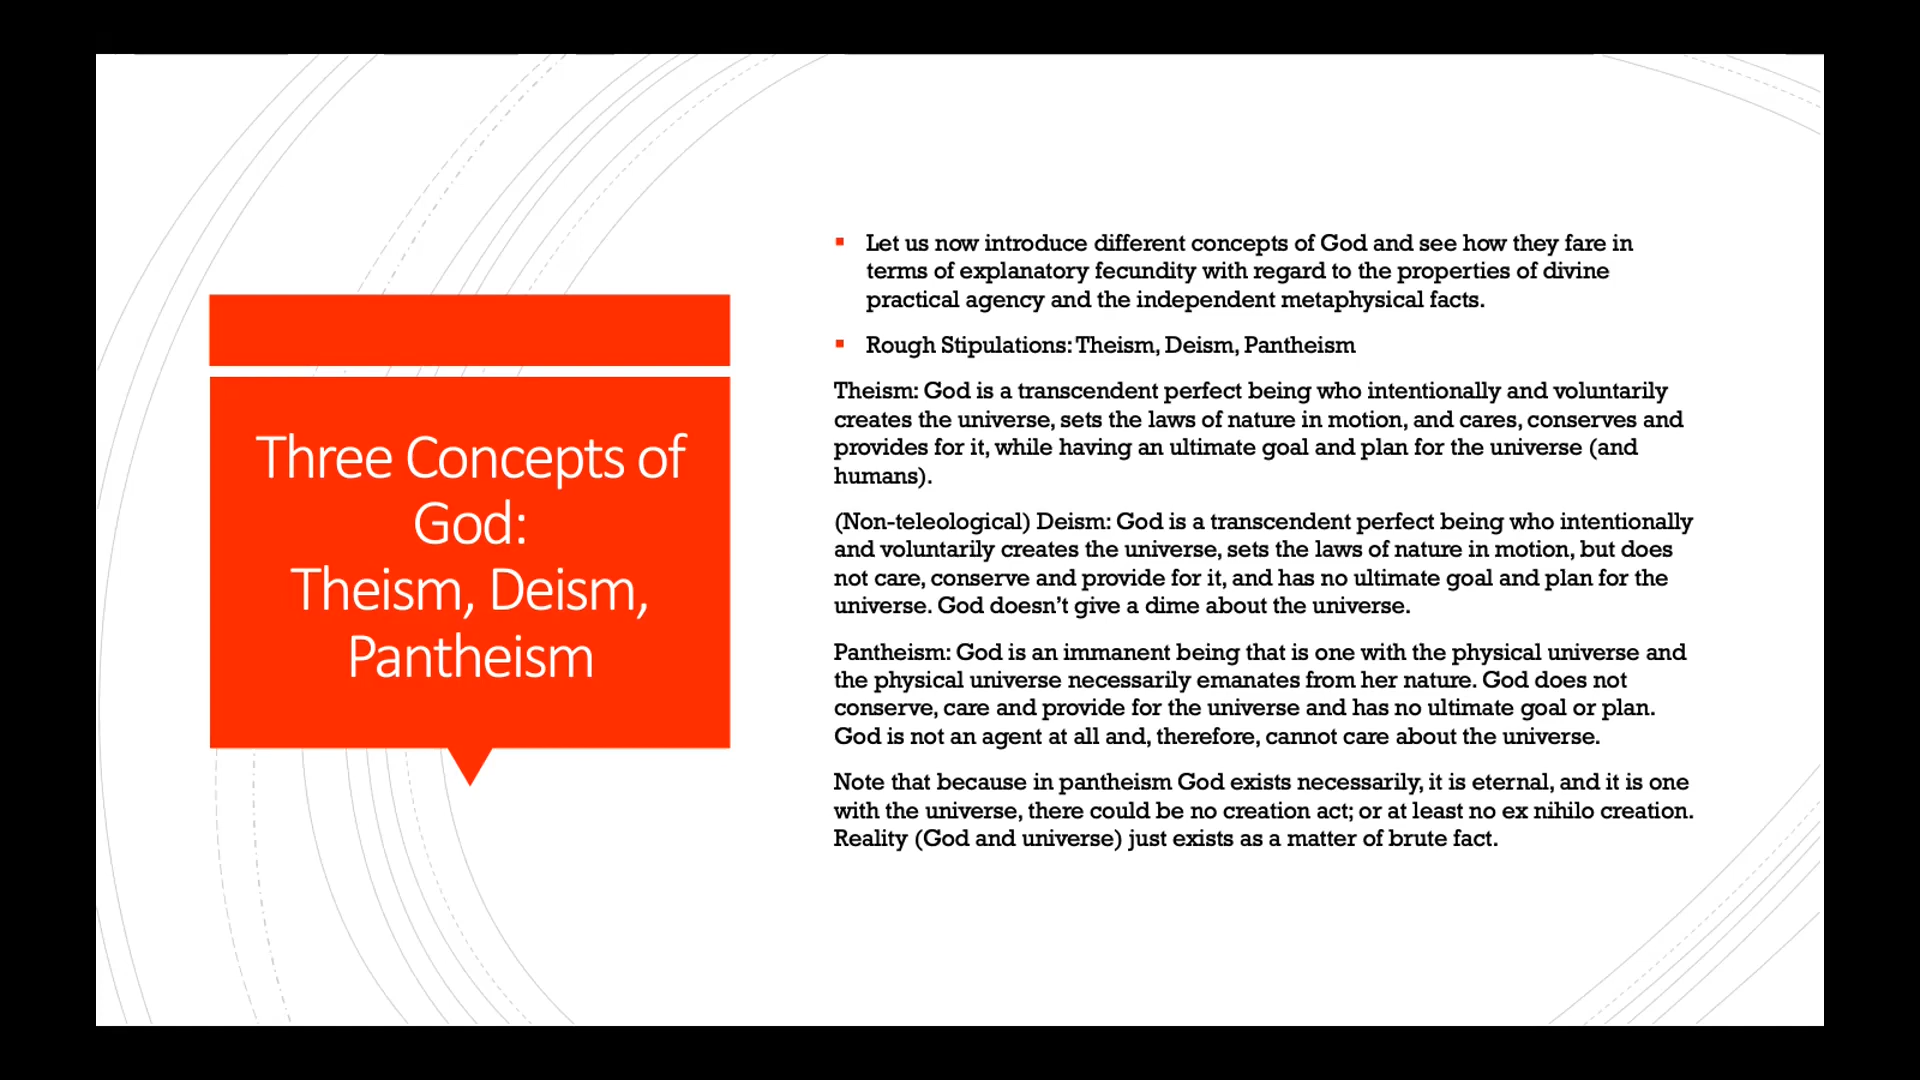 Three Concepts of
God:
Theism, Deism,
Pantheism
▪ Let us now introduce different concepts of God and see how they fare in
terms of explanatory fecundity with regard to the properties of divine
practical agency and the independent metaphysical facts.
▪ Rough Stipulations: Theism, Deism, Pantheism
Theism: God is a transcendent perfect being who intentionally and voluntarily
creates the universe, sets the laws of nature in motion, and cares, conserves and
provides for it, while having an ultimate goal and plan for the universe (and
humans).
(Non-teleological) Deism: God is a transcendent perfect being who intentionally
and voluntarily creates the universe, sets the laws of nature in motion, but does
not care, conserve and provide for it, and has no ultimate goal and plan for the
universe. God doesn’t give a dime about the universe.
Pantheism: God is an immanent being that is one with the physical universe and
the physical universe necessarily emanates from her nature. God does not
conserve, care and provide for the universe and has no ultimate goal or plan.
God is not an agent at all and, therefore, cannot care about the universe.
Note that because in pantheism God exists necessarily, it is eternal, and it is one
with the universe, there could be no creation act; or at least no ex nihilo creation.
Reality (God and universe) just exists as a matter of brute fact.